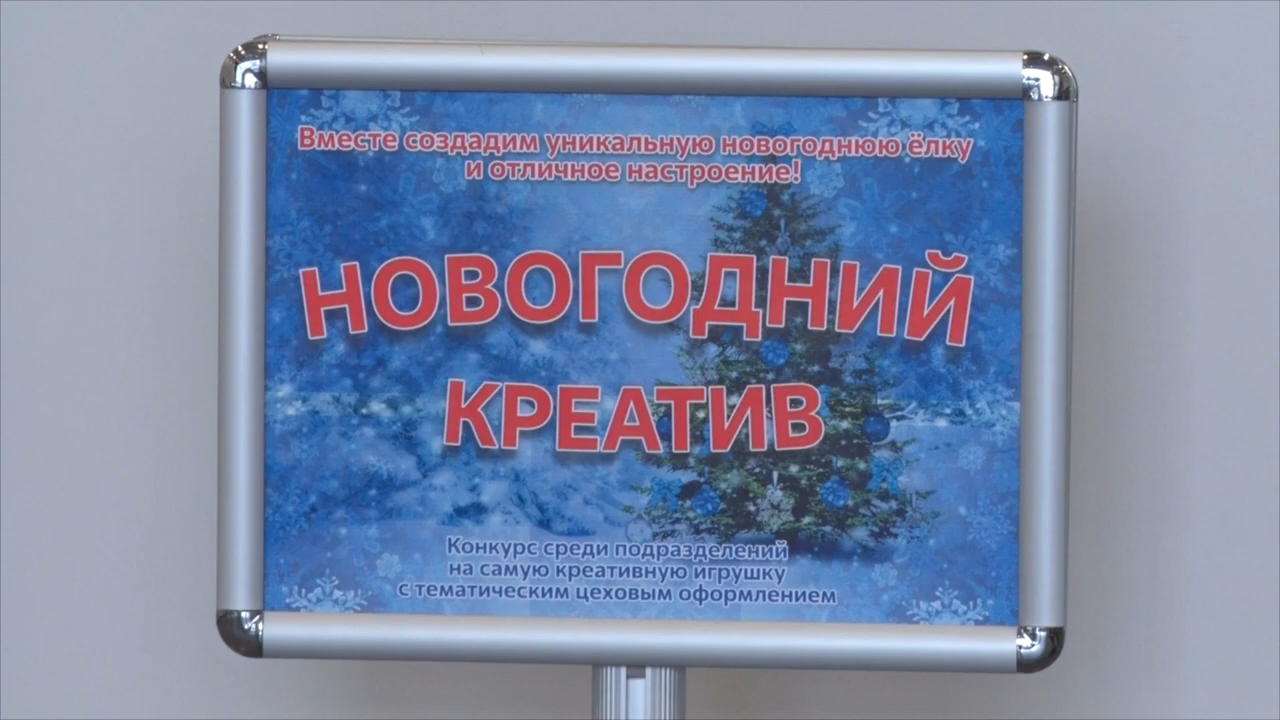 Вместе создадим уникальную новогоднюю ёлку
и отличное настроение!
НОВОГОДНИЙ
КРЕАТИВ
Конкурс среди подразделений
на самую креативную игрушку
с тематическим цеховым оформлением